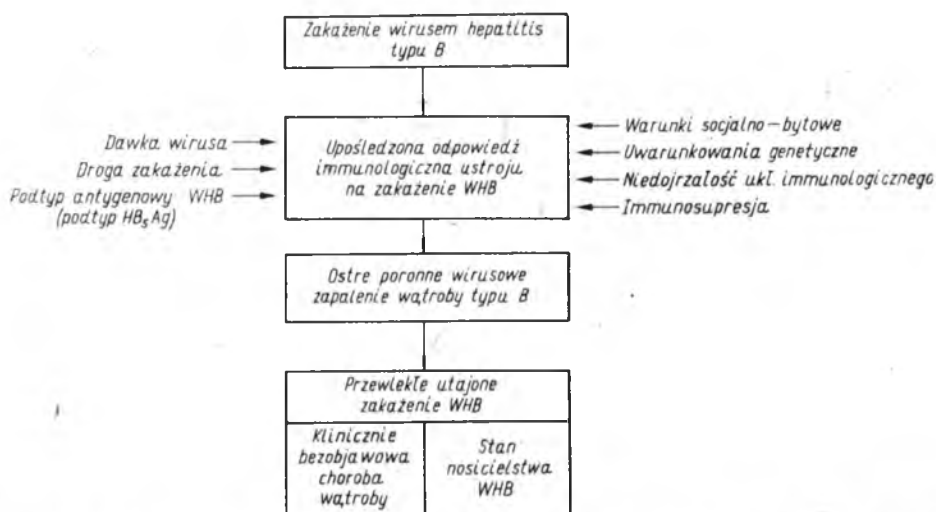 Zakażenie wirusem hepatitis
typu B
Dawka wirusa
Droga zakażenia
Podtyp antygenowy WHB
(podtyp HBsAg)
Upośledzona odpowiedź
immunologiczna ustroju
na zakażenie WHB
Warunki socjalno-bytowe
Uwarunkowania genetyczne
Niedojrzałość ukł. immunologicznego
Immunosupresja
Ostre poronne wirusowe
zapalenie wątroby typu B
Przewlekłe utajone
zakażenie WHB
Klinicznie
bezobjawowa
choroba
wątroby
Stan
nosicielstwa
WHB